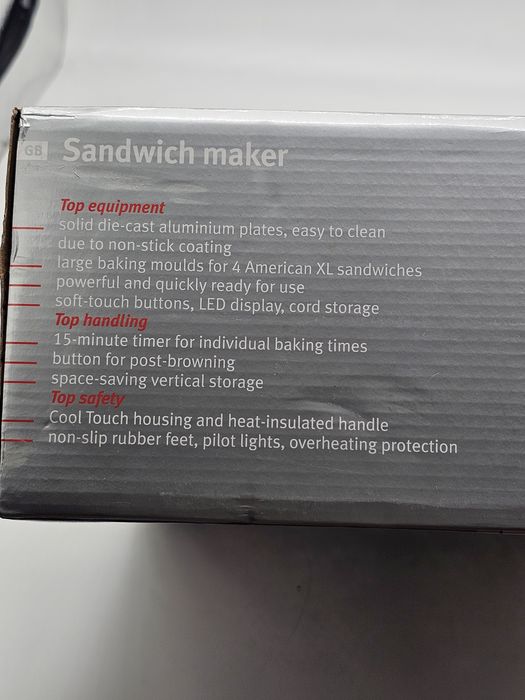 GB Sandwich maker
Top equipment
solid die-cast aluminium plates, easy to clean
due to non-stick coating
large baking moulds for 4 American XL sandwiches
powerful and quickly ready for use
soft-touch buttons, LED display, cord storage
Top handling
15-minute timer for individual baking times
button for post-browning
space-saving vertical storage
Top safety
Cool Touch housing and heat-insulated handle
non-slip rubber feet, pilot lights, overheating protection